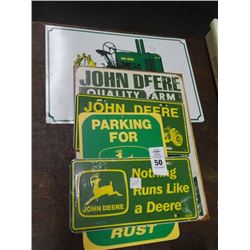 JOHN DEERE
QUALITY FARM
JOHN DEERE
PARKING
FOR
50
Nothing
Runs Like
a Deere
JOHN DEERE
RUST